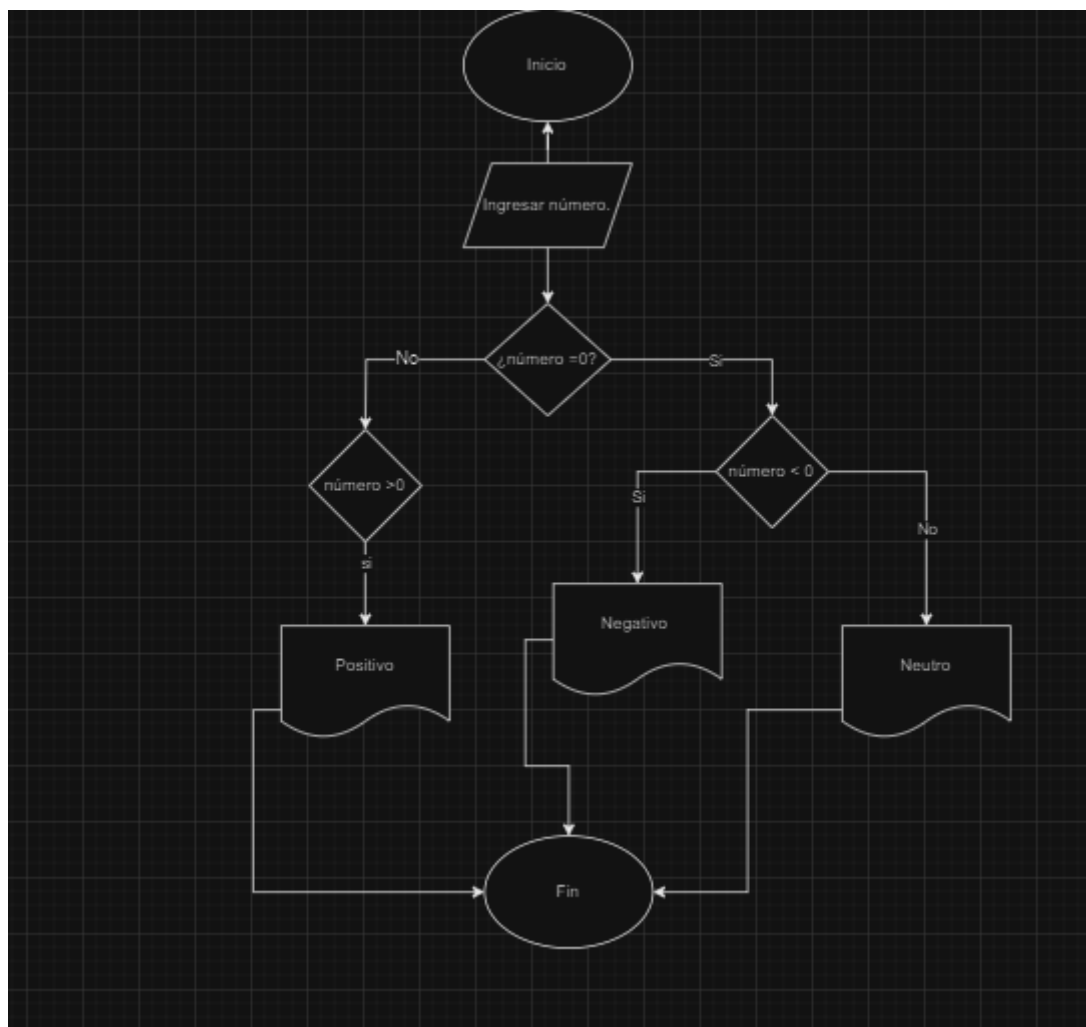 Inicio
Ingresar número.
¿número =0?
No
Si
número >0
número < 0
si
Si
No
Positivo
Negativo
Neutro
Fin